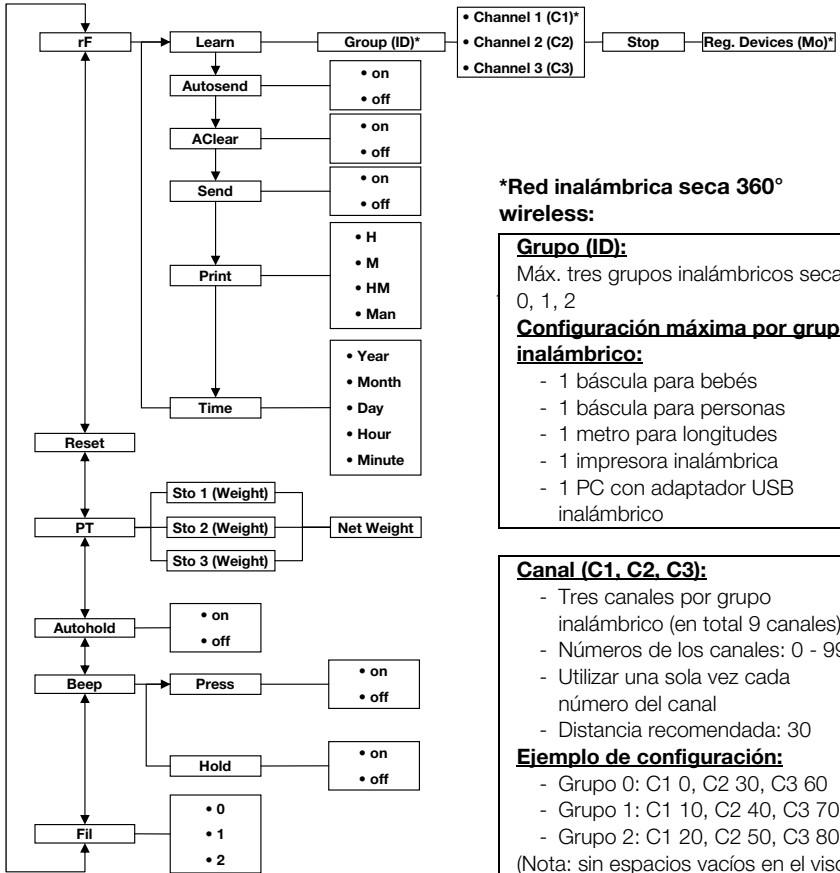 rF
Learn
Group (ID)*
• Channel 1 (C1)*
• Channel 2 (C2)
• Channel 3 (C3)
Stop
Reg. Devices (Mo)*
Autosend
• on
• off
AClear
• on
• off
Send
• on
• off
Print
• H
• M
• HM
• Man
Time
• Year
• Month
• Day
• Hour
• Minute
Reset
PT
Sto 1 (Weight)
Sto 2 (Weight)
Sto 3 (Weight)
Net Weight
Autohold
• on
• off
Beep
Press
• on
• off
Hold
• on
• off
Fil
• 0
• 1
• 2
*Red inalámbrica seca 360°
wireless:
Grupo (ID):
Máx. tres grupos inalámbricos seca
0, 1, 2
Configuración máxima por grup
inalámbrico:
- 1 báscula para bebés
- 1 báscula para personas
- 1 metro para longitudes
- 1 impresora inalámbrica
- 1 PC con adaptador USB
inalámbrico
Canal (C1, C2, C3):
- Tres canales por grupo
inalámbrico (en total 9 canales)
- Números de los canales: 0 - 99
- Utilizar una sola vez cada
número del canal
- Distancia recomendada: 30
Ejemplo de configuración:
- Grupo 0: C1 0, C2 30, C3 60
- Grupo 1: C1 10, C2 40, C3 70
- Grupo 2: C1 20, C2 50, C3 80
(Nota: sin espacios vacíos en el viso